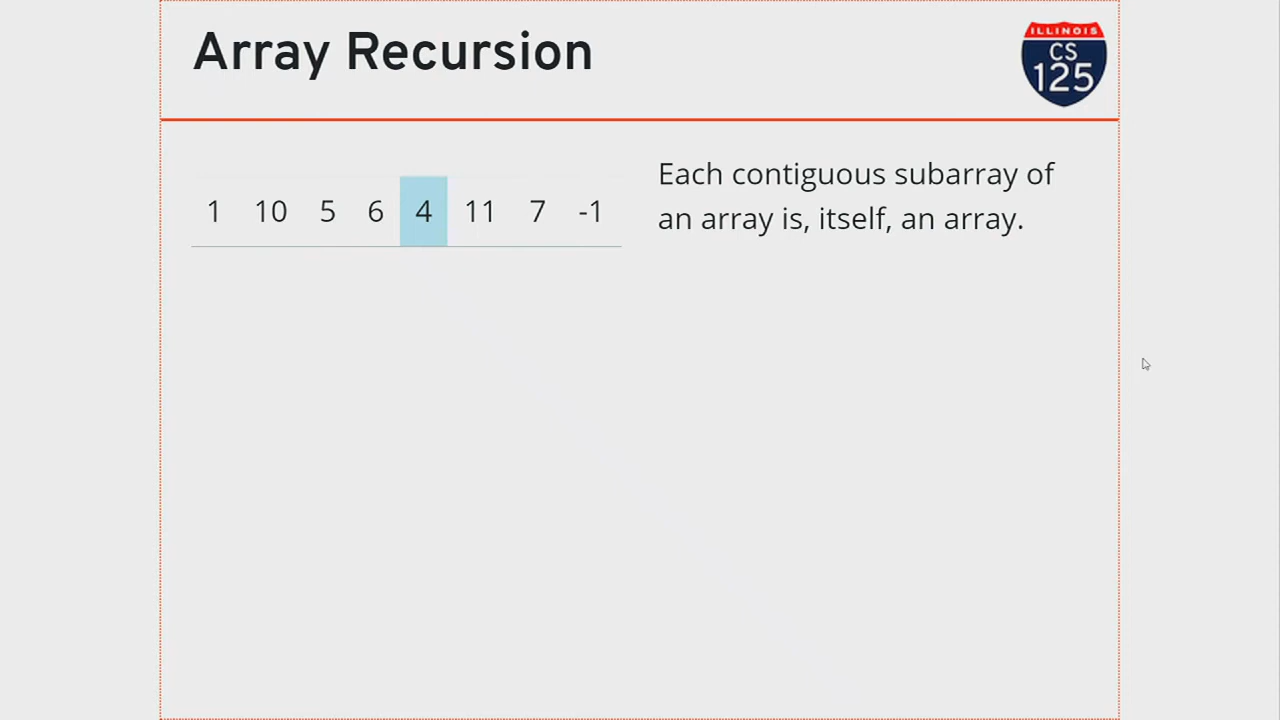 Array Recursion
ILLINOIS
CS
125
1 10 5 6 4 11 7 -1
Each contiguous subarray of
an array is, itself, an array.